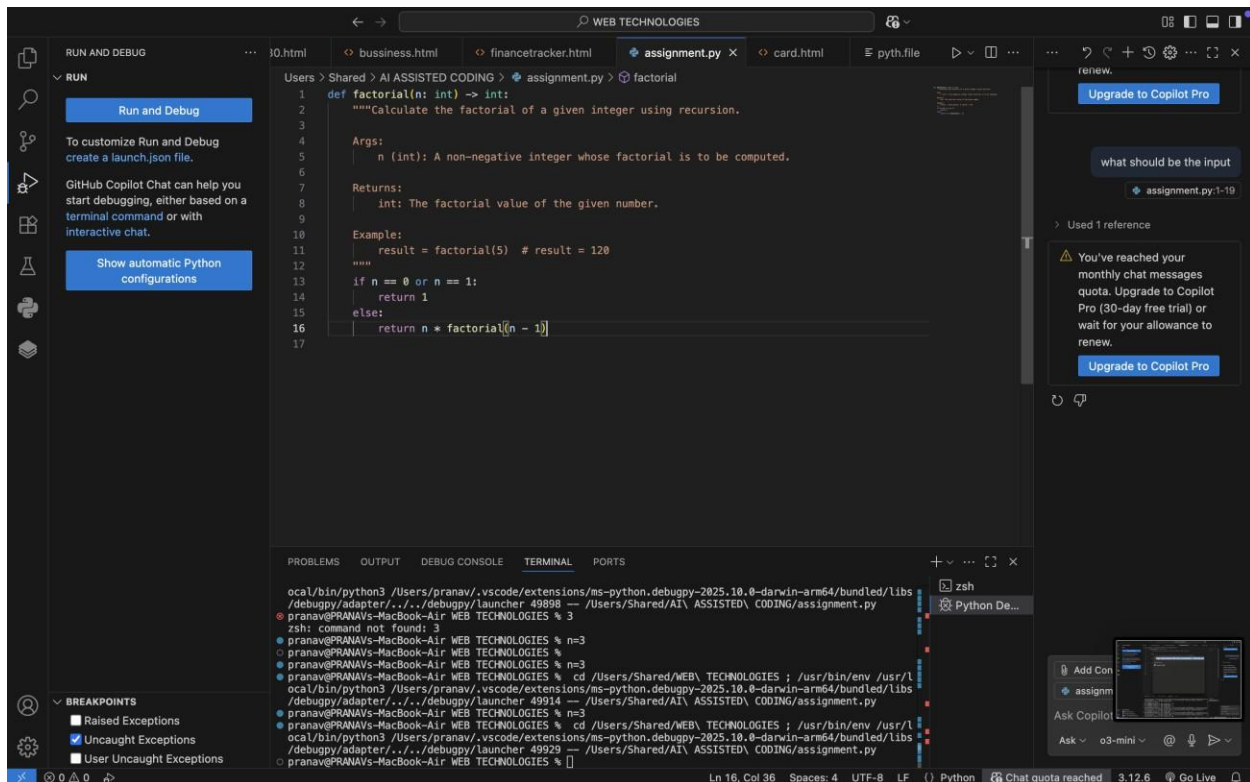 WEB TECHNOLOGIES
RUN AND DEBUG
RUN
Run and Debug
To customize Run and Debug
create a launch.json file.
GitHub Copilot Chat can help you
start debugging, either based on a
terminal command or with
interactive chat.
Show automatic Python
configurations
BREAKPOINTS
Raised Exceptions
Uncaught Exceptions
User Uncaught Exceptions
30.html bussiness.html financetracker.html assignment.py card.html pyth.file
Users > Shared > AI ASSISTED CODING > assignment.py > factorial
1 def factorial(n: int) -> int:
2 """Calculate the factorial of a given integer using recursion.
3
4 Args:
5 n (int): A non-negative integer whose factorial is to be computed.
6
7 Returns:
8 int: The factorial value of the given number.
9
10 Example:
11 result = factorial(5) # result = 120
12 """
13 if n == 0 or n == 1:
14 return 1
15 else:
16 return n * factorial(n - 1)
17
PROBLEMS OUTPUT DEBUG CONSOLE TERMINAL PORTS
ocal/bin/python3 /Users/pranav/.vscode/extensions/ms-python.debugpy-2025.10.0-darwin-arm64/bundled/libs
/debugpy/adapter/../../debugpy/launcher 49898 -- /Users/Shared/AI\ ASSISTED\ CODING/assignment.py
pranav@PRANAVs-MacBook-Air WEB TECHNOLOGIES % 3
zsh: command not found: 3
pranav@PRANAVs-MacBook-Air WEB TECHNOLOGIES % n=3
pranav@PRANAVs-MacBook-Air WEB TECHNOLOGIES %
pranav@PRANAVs-MacBook-Air WEB TECHNOLOGIES % n=3
pranav@PRANAVs-MacBook-Air WEB TECHNOLOGIES % cd /Users/Shared/WEB\ TECHNOLOGIES ; /usr/bin/env /usr/l
ocal/bin/python3 /Users/pranav/.vscode/extensions/ms-python.debugpy-2025.10.0-darwin-arm64/bundled/libs
/debugpy/adapter/../../debugpy/launcher 49914 -- /Users/Shared/AI\ ASSISTED\ CODING/assignment.py
pranav@PRANAVs-MacBook-Air WEB TECHNOLOGIES % n=3
pranav@PRANAVs-MacBook-Air WEB TECHNOLOGIES % cd /Users/Shared/WEB\ TECHNOLOGIES ; /usr/bin/env /usr/l
ocal/bin/python3 /Users/pranav/.vscode/extensions/ms-python.debugpy-2025.10.0-darwin-arm64/bundled/libs
/debugpy/adapter/../../debugpy/launcher 49929 -- /Users/Shared/AI\ ASSISTED\ CODING/assignment.py
pranav@PRANAVs-MacBook-Air WEB TECHNOLOGIES %
zsh
Python De...
renew.
Upgrade to Copilot Pro
what should be the input
assignment.py:1-19
Used 1 reference
You've reached your
monthly chat messages
quota. Upgrade to Copilot
Pro (30-day free trial) or
wait for your allowance to
renew.
Upgrade to Copilot Pro
Add Con
assignm
Ask Copilot
Ask o3-mini
0 0 Ln 16, Col 36 Spaces: 4 UTF-8 LF {} Python Chat quota reached 3.12.6 Go Live